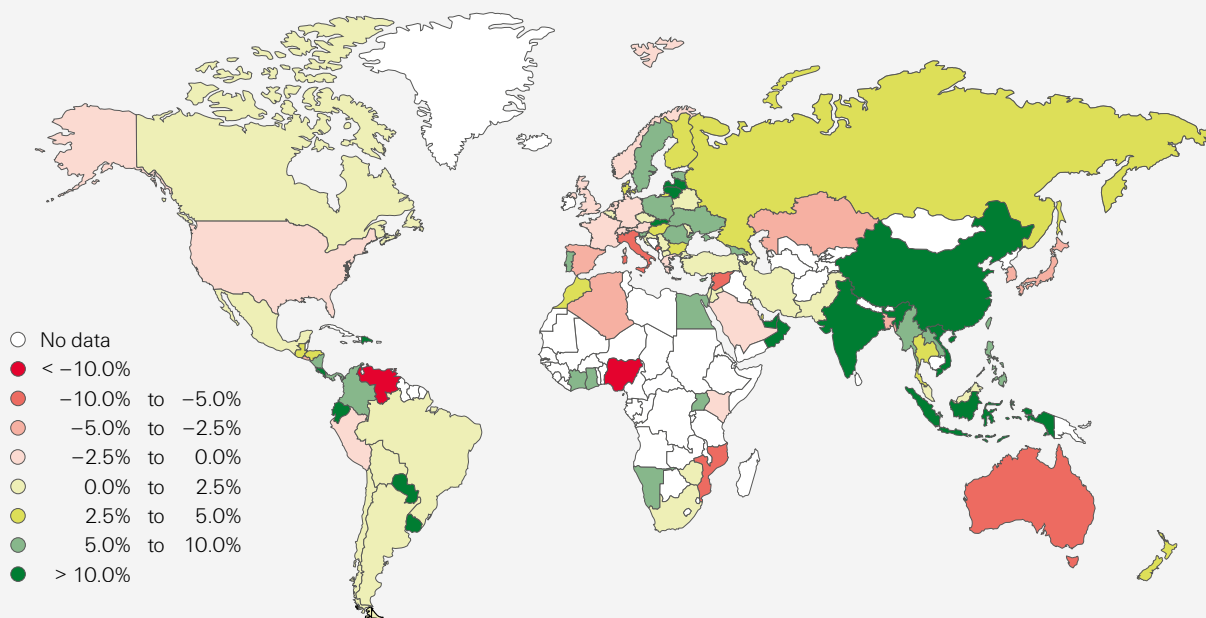 No data
< −10.0%
−10.0% to −5.0%
−5.0% to −2.5%
−2.5% to 0.0%
0.0% to 2.5%
2.5% to 5.0%
5.0% to 10.0%
> 10.0%